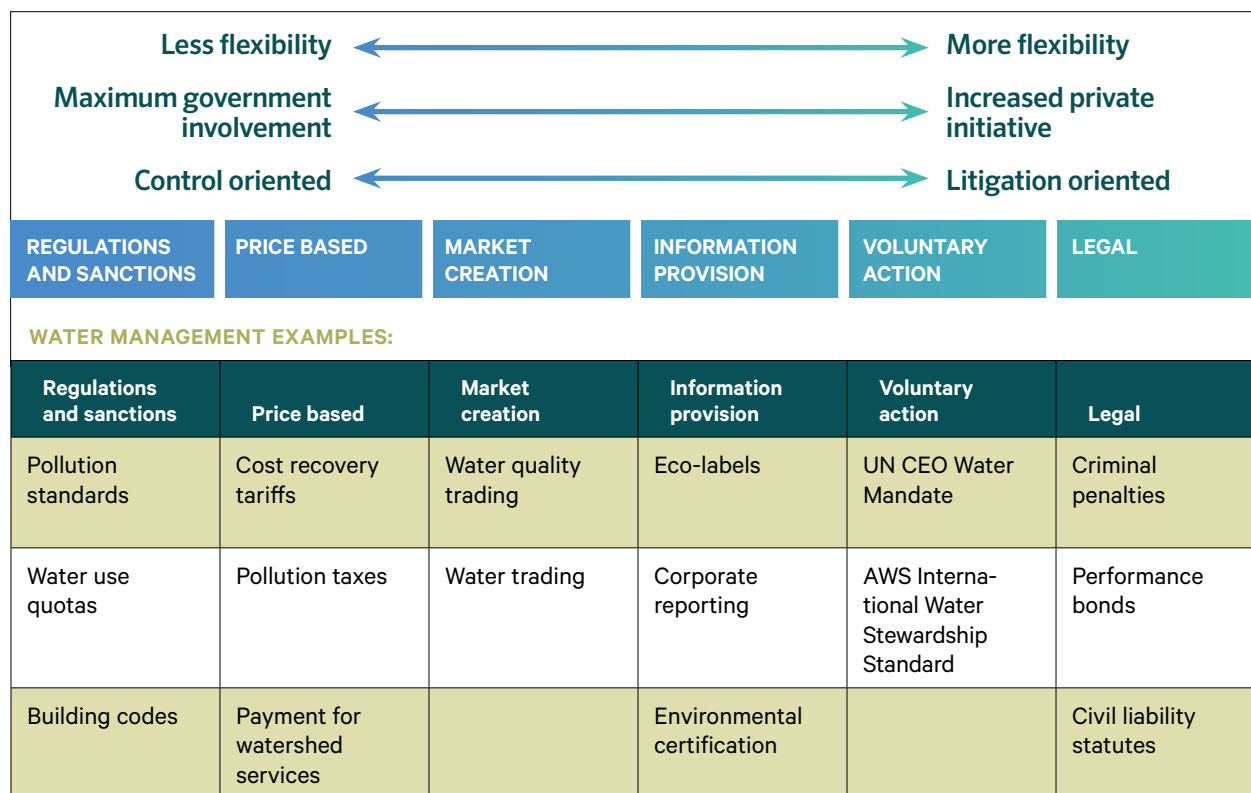 Less flexibility
More flexibility
Maximum government
involvement
Increased private
initiative
Control oriented
Litigation oriented
REGULATIONS
AND SANCTIONS
PRICE BASED
MARKET
CREATION
INFORMATION
PROVISION
VOLUNTARY
ACTION
LEGAL
WATER MANAGEMENT EXAMPLES:
Regulations
and sanctions
Price based
Market
creation
Information
provision
Voluntary
action
Legal
Pollution
standards
Cost recovery
tariffs
Water quality
trading
Eco-labels
UN CEO Water
Mandate
Criminal
penalties
Water use
quotas
Pollution taxes
Water trading
Corporate
reporting
AWS Interna-
tional Water
Stewardship
Standard
Performance
bonds
Building codes
Payment for
watershed
services
Environmental
certification
Civil liability
statutes